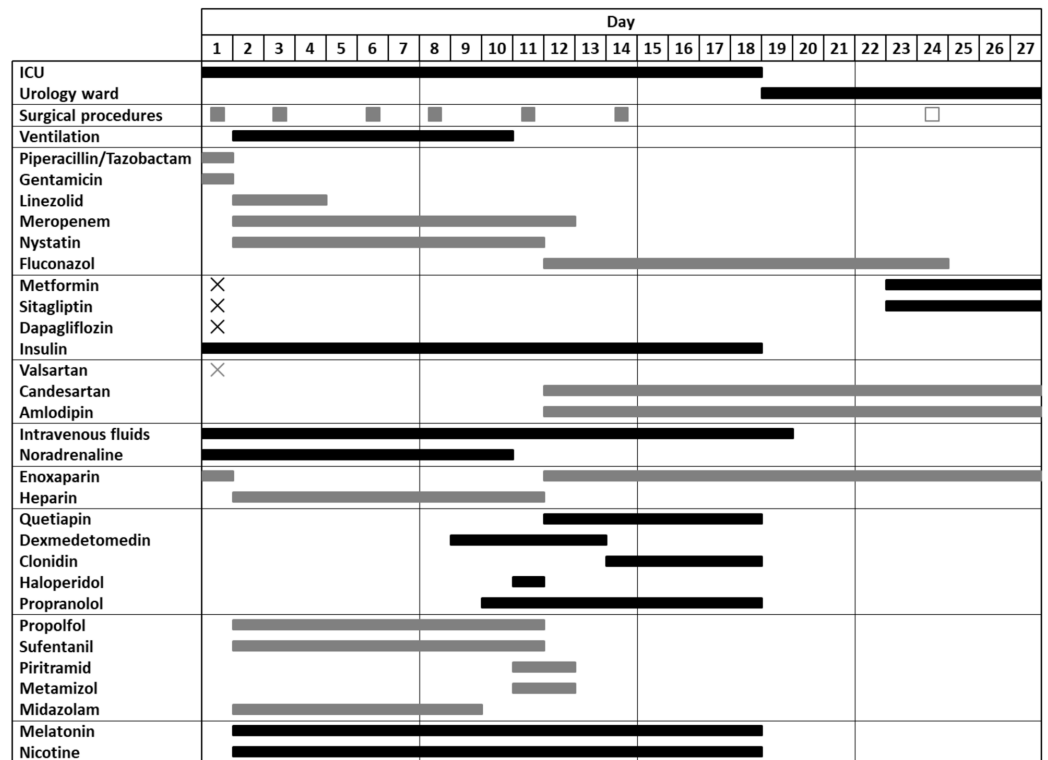 Day
1 2 3 4 5 6 7 8 9 10 11 12 13 14 15 16 17 18 19 20 21 22 23 24 25 26 27
ICU
Urology ward
Surgical procedures
Ventilation
Piperacillin/Tazobactam
Gentamicin
Linezolid
Meropenem
Nystatin
Fluconazol
Metformin
Sitagliptin
Dapagliflozin
Insulin
Valsartan
Candesartan
Amlodipin
Intravenous fluids
Noradrenaline
Enoxaparin
Heparin
Quetiapin
Dexmedetomedin
Clonidin
Haloperidol
Propranolol
Propolfol
Sufentanil
Piritramid
Metamizol
Midazolam
Melatonin
Nicotine